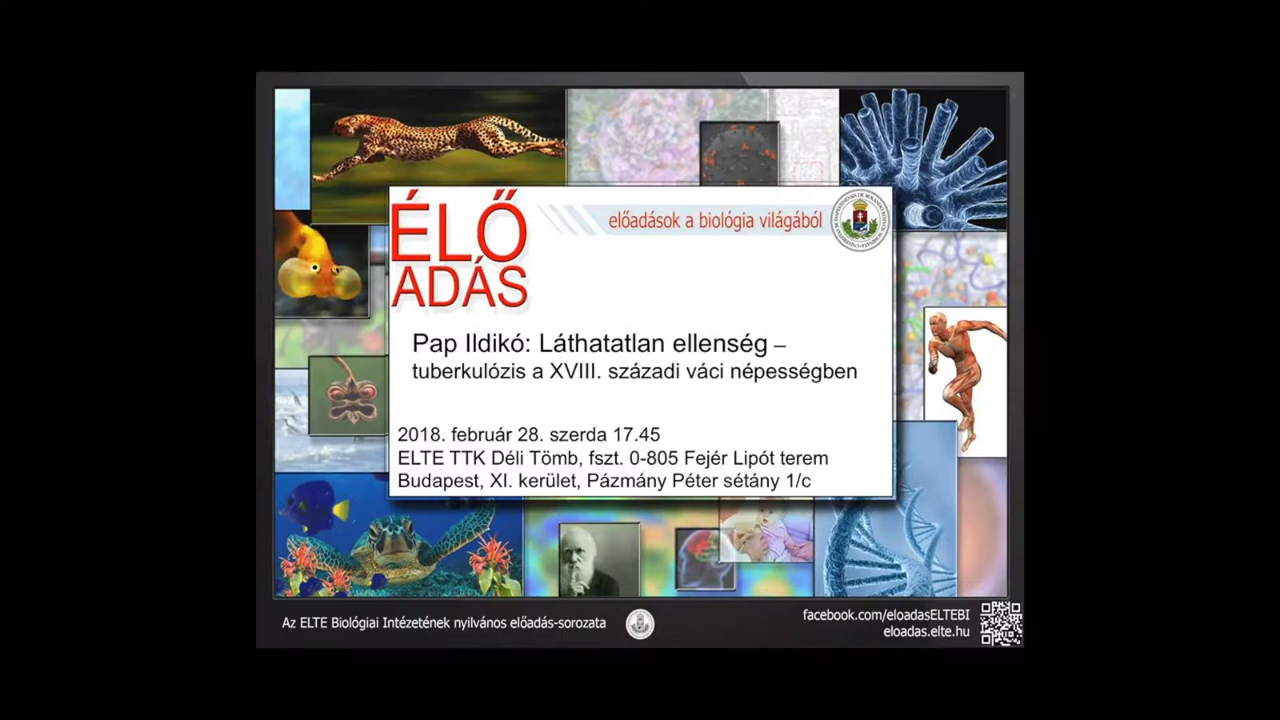 ÉLŐ
ADÁS
előadások a biológia világából
Pap Ildikó: Láthatatlan ellenség –
tuberkulózis a XVIII. századi váci népességben
2018. február 28. szerda 17.45
ELTE TTK Déli Tömb, fszt. 0-805 Fejér Lipót terem
Budapest, XI. kerület, Pázmány Péter sétány 1/c
Az ELTE Biológiai Intézetének nyilvános előadás-sorozata
facebook.com/eloadasELTEBI
eloadas.elte.hu